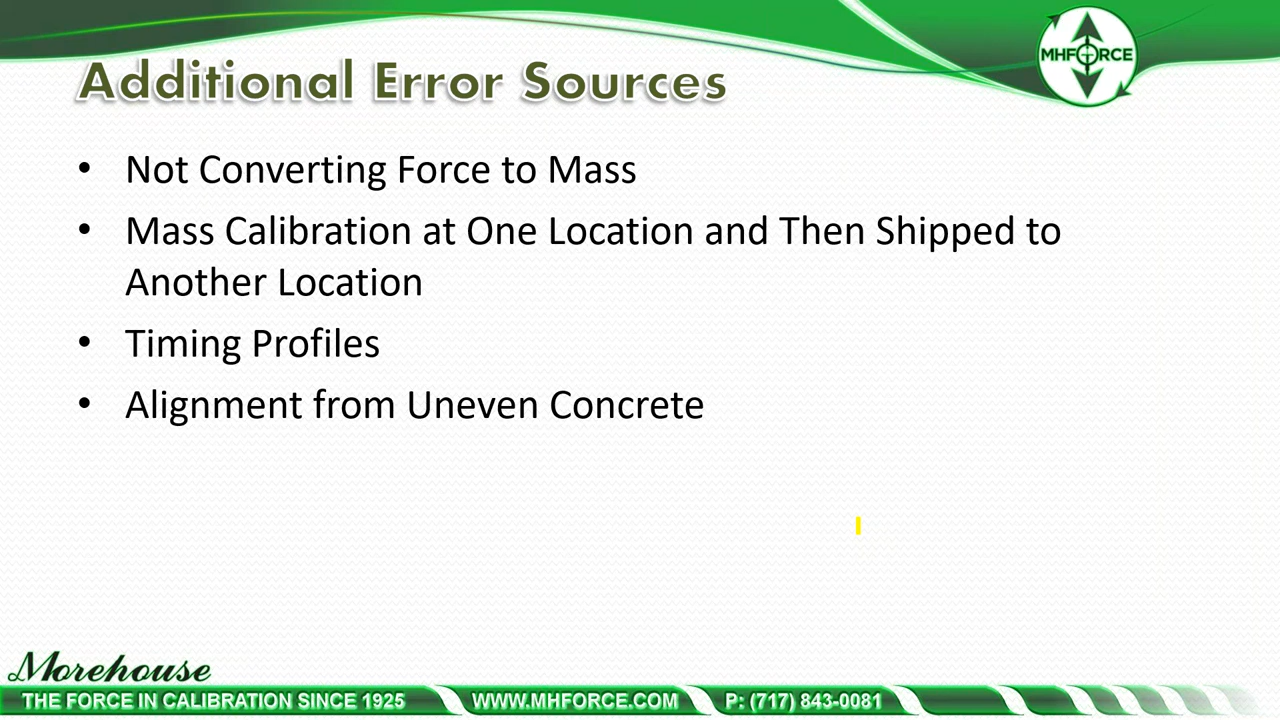 MHFORCE
Additional Error Sources
• Not Converting Force to Mass
• Mass Calibration at One Location and Then Shipped to
Another Location
• Timing Profiles
• Alignment from Uneven Concrete
Morehouse
THE FORCE IN CALIBRATION SINCE 1925 WWW.MHFORCE.COM P: (717) 843-0081